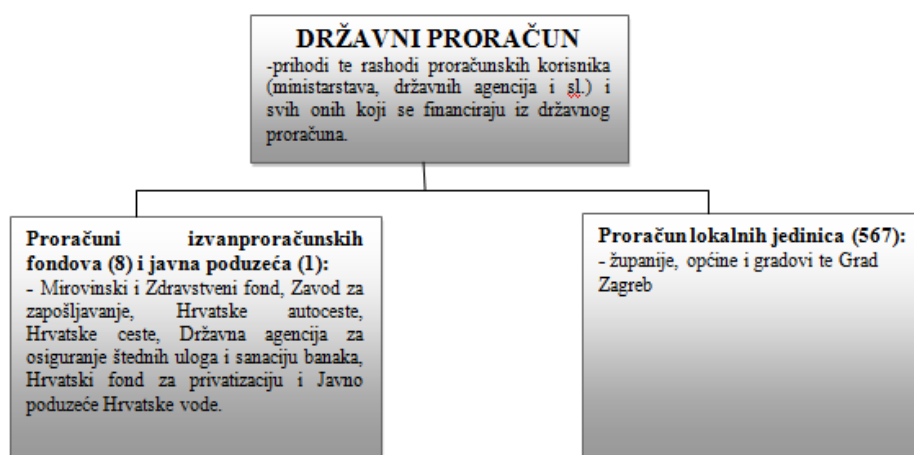 DRŽAVNI PRORAČUN
-prihodi te rashodi proračunskih korisnika
(ministarstava, državnih agencija i sl.) i
svih onih koji se financiraju iz državnog
proračuna.
Proračuni izvanproračunskih
fondova (8) i javna poduzeća (1):
- Mirovinski i Zdravstveni fond, Zavod za
zapošljavanje, Hrvatske autoceste,
Hrvatske ceste, Državna agencija za
osiguranje štednih uloga i sanaciju banaka,
Hrvatski fond za privatizaciju i Javno
poduzeće Hrvatske vode.
Proračun lokalnih jedinica (567):
- županije, općine i gradovi te Grad
Zagreb